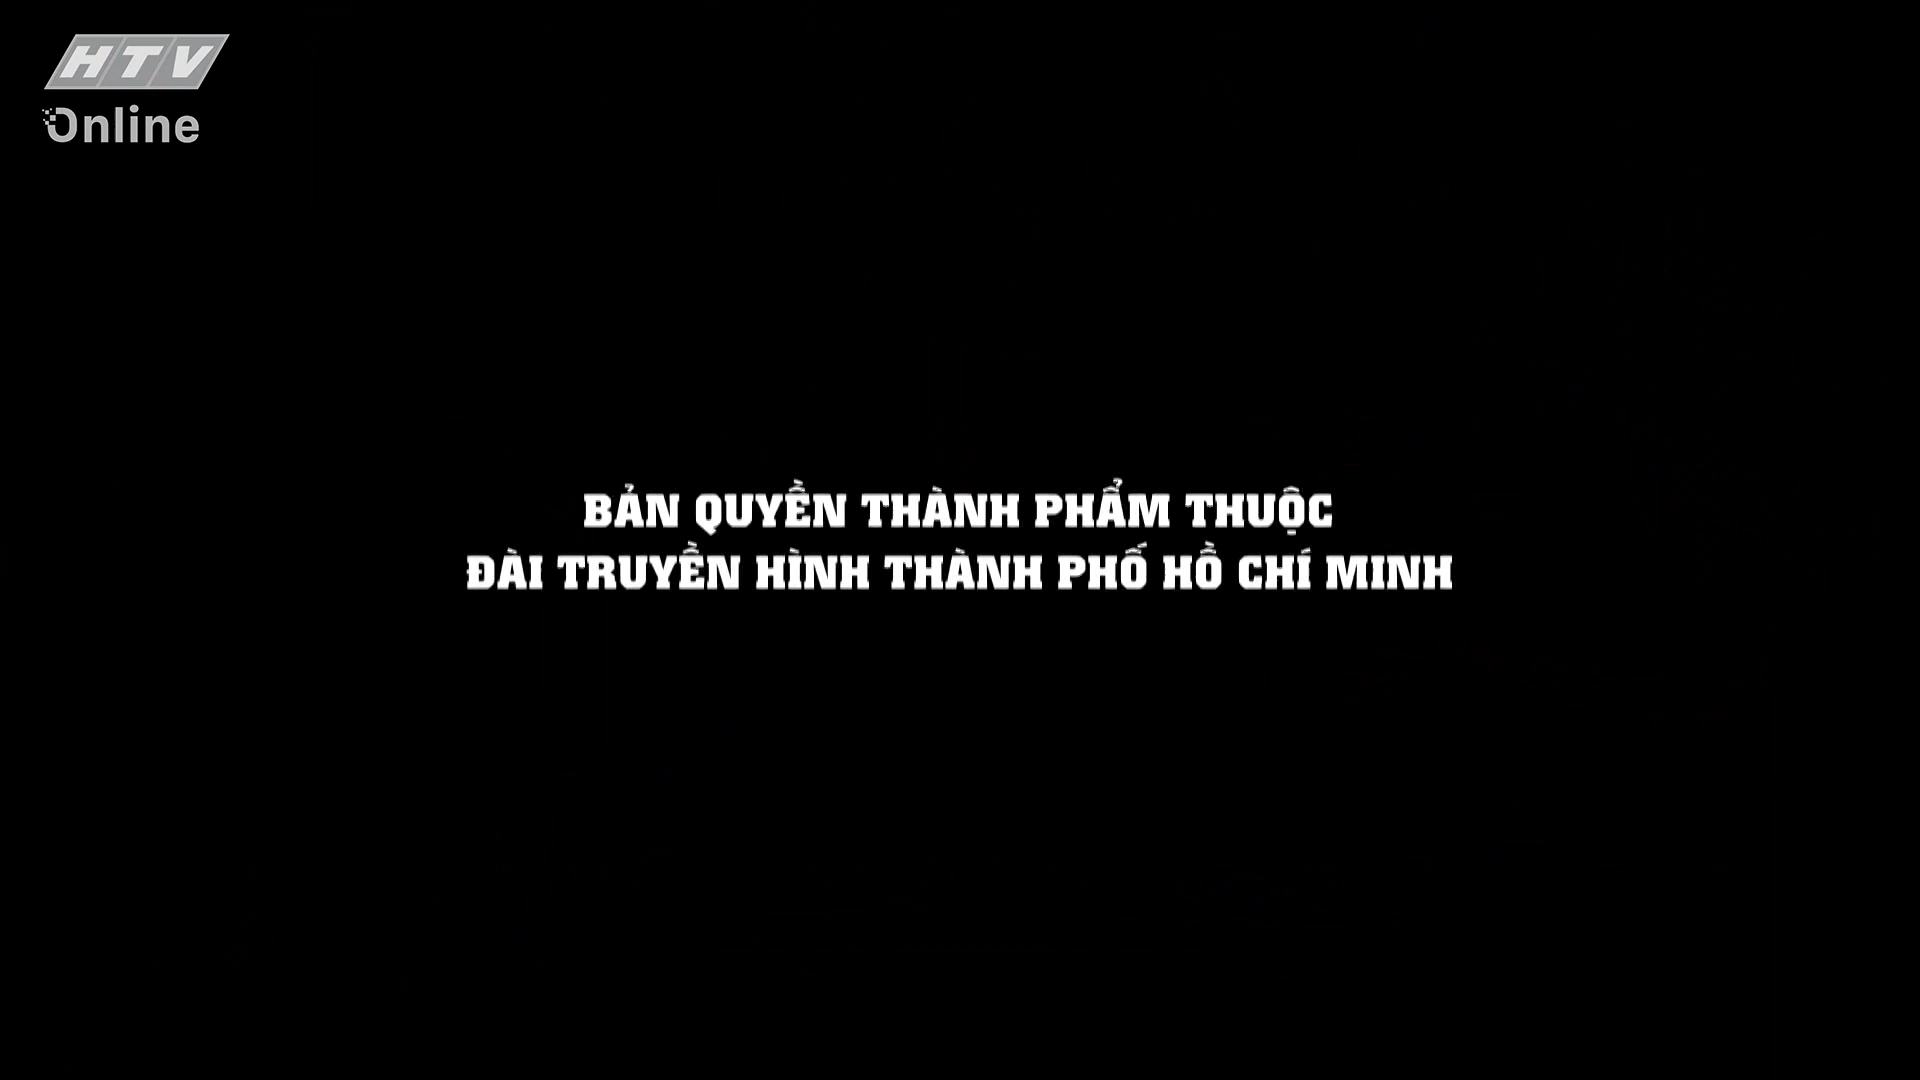 HTV
Online
BẢN QUYỀN THÀNH PHẨM THUỘC
ĐÀI TRUYỀN HÌNH THÀNH PHỐ HỒ CHÍ MINH